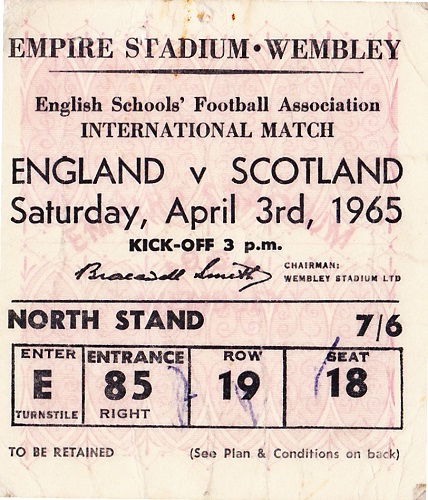 EMPIRE STADIUM • WEMBLEY
English Schools' Football Association
INTERNATIONAL MATCH
ENGLAND v SCOTLAND
Saturday, April 3rd, 1965
KICK-OFF 3 p.m.
Bracewell Smith
CHAIRMAN:
WEMBLEY STADIUM LTD
NORTH STAND 7/6
ENTER ENTRANCE ROW SEAT
E 85 19 18
TURNSTILE RIGHT
TO BE RETAINED (See Plan & Conditions on back)